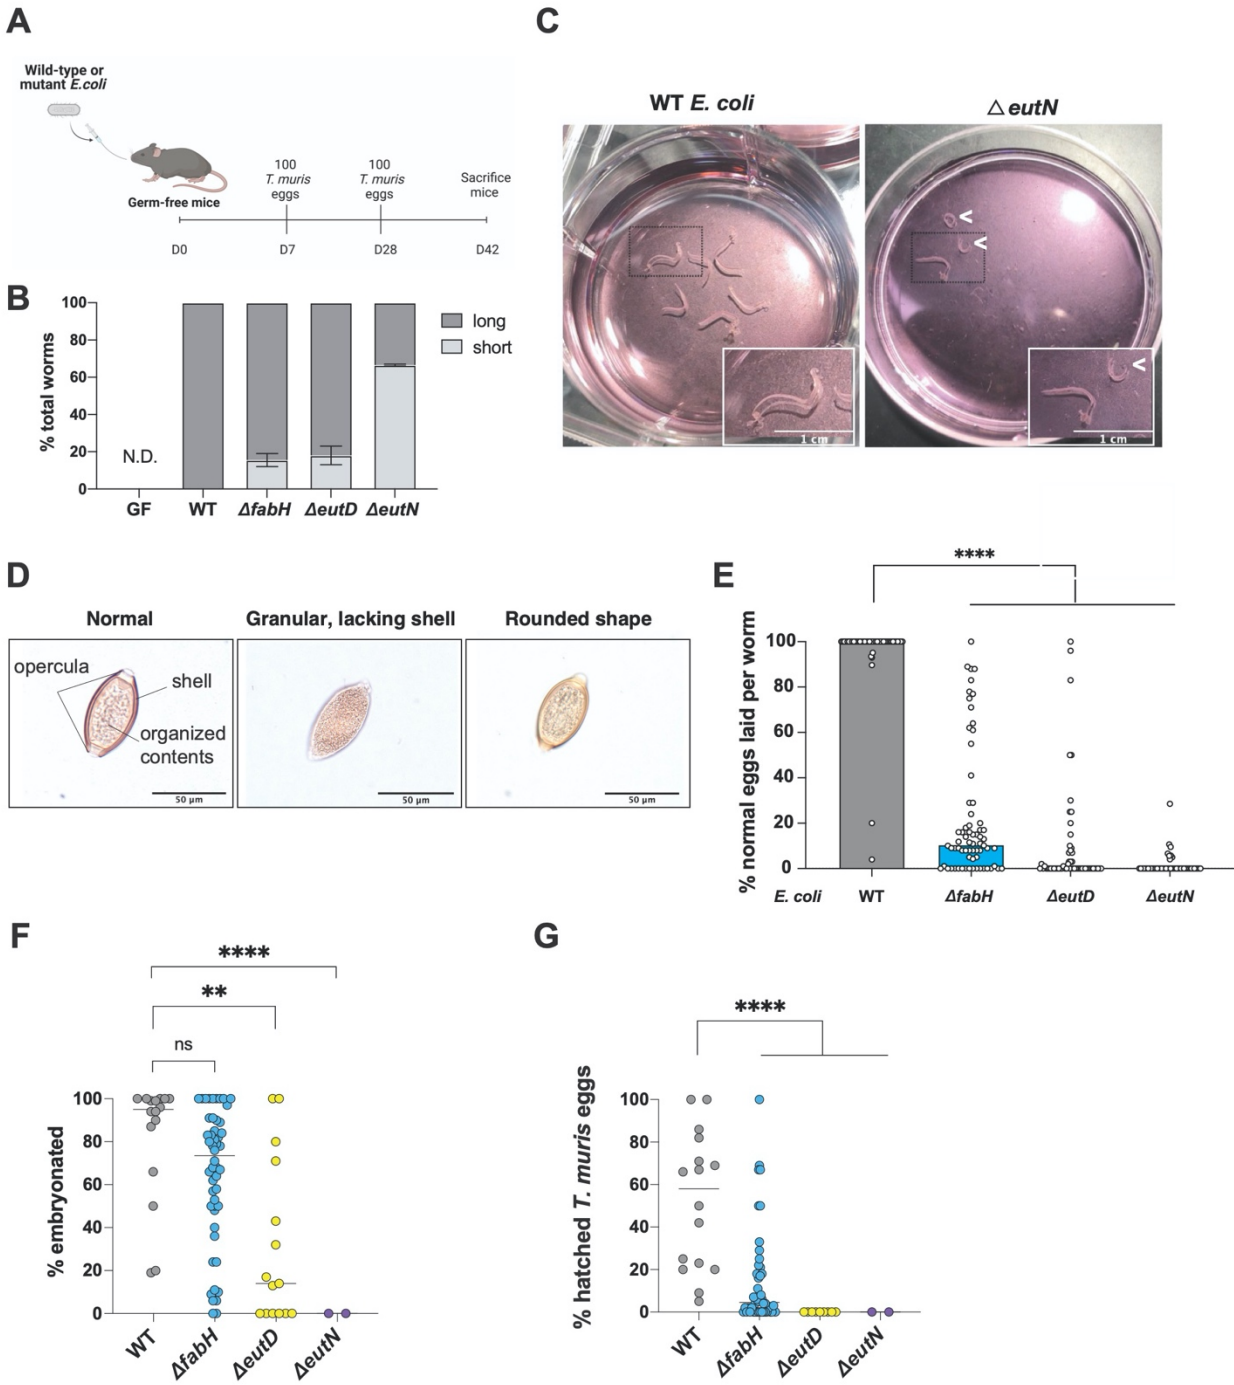 A
Wild-type or
mutant E.coli
Germ-free mice
100
T. muris
eggs
100
T. muris
eggs
Sacrifice
mice
D0
D7
D28
D42
B
% total worms
100
80
60
40
20
0
N.D.
GF
WT
ΔfabH
ΔeutD
ΔeutN
long
short
C
WT E. coli
△eutN
<
<
<
1 cm
1 cm
D
Normal
Granular, lacking shell
Rounded shape
opercula
shell
organized
contents
50 μm
50 μm
50 μm
E
****
% normal eggs laid per worm
100
80
60
40
20
0
E. coli
WT
ΔfabH
ΔeutD
ΔeutN
F
****
**
ns
% embryonated
100
80
60
40
20
0
WT
ΔfabH
ΔeutD
ΔeutN
G
****
% hatched T. muris eggs
100
80
60
40
20
0
WT
ΔfabH
ΔeutD
ΔeutN